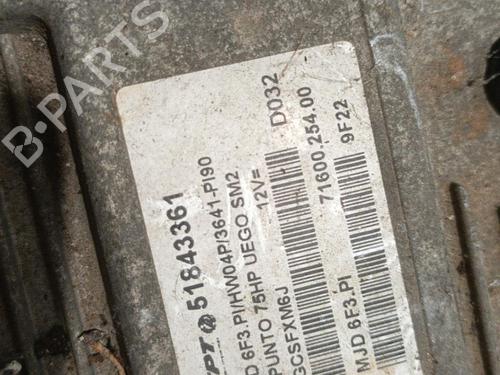 B-PARTS
51843361
6F3.PI/HW04P/3641-PI90
PUNTO 75HP UEGO SM2
12V= D032
GCSFXM6J
71600.254.00
MJD 6F3.PI 9F22